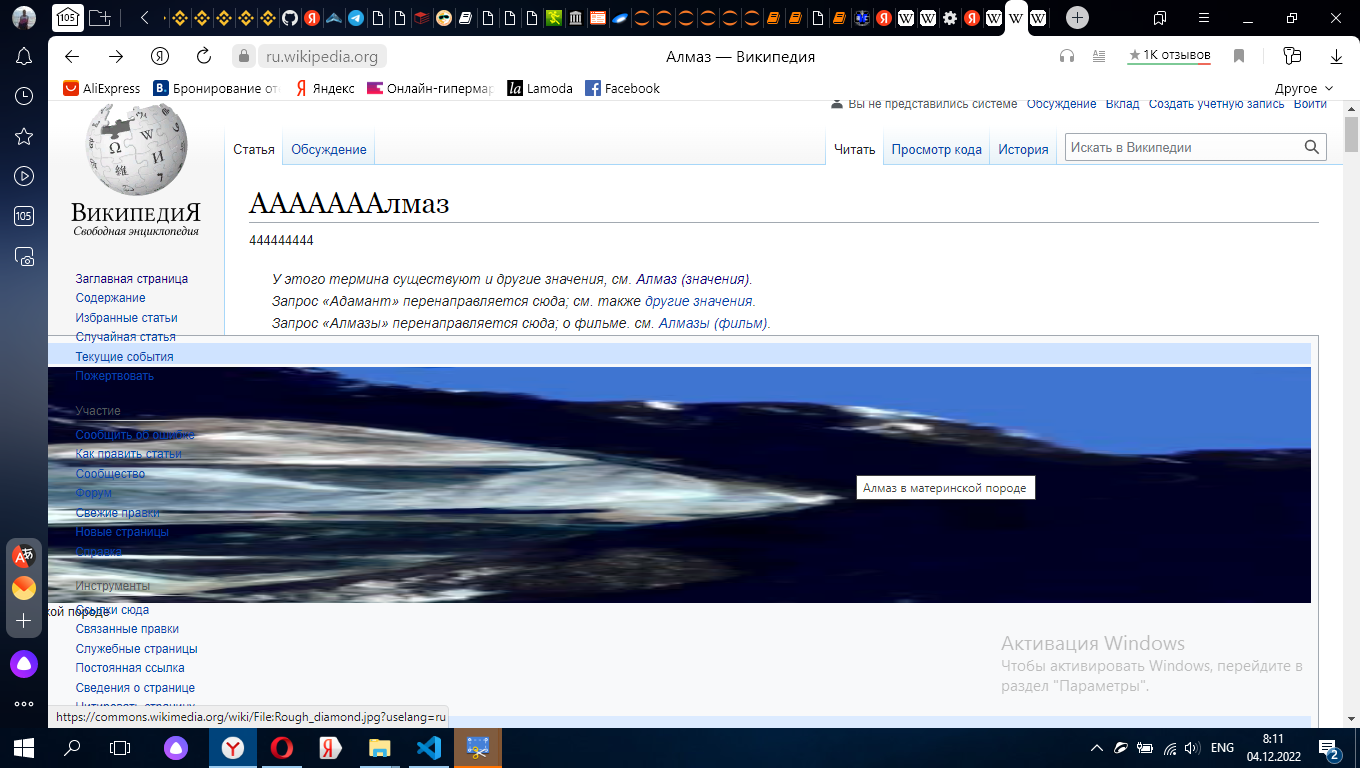 105
ru.wikipedia.org
Алмаз — Википедия
1К отзывов
AliExpress
B. Бронирование от
Я Яндекс
Онлайн-гипермар
la Lamoda
Facebook
Другое
Вы не представились системе Обсуждение Вклад Создать учётную запись Войти
Статья Обсуждение
Читать Просмотр кода История
Искать в Википедии
ВикипедиЯ
Свободная энциклопедия
АААААААлмаз
444444444
У этого термина существуют и другие значения, см. Алмаз (значения).
Запрос «Адамант» перенаправляется сюда; см. также другие значения.
Запрос «Алмазы» перенаправляется сюда; о фильме. см. Алмазы (фильм).
105
Заглавная страница
Содержание
Избранные статьи
Случайная статья
Текущие события
Пожертвовать
Участие
Сообщить об ошибке
Как править статьи
Сообщество
Форум
Свежие правки
Новые страницы
Справка
Алмаз в материнской породе
Инструменты
Ссылки сюда
кой породе
Связанные правки
Служебные страницы
Постоянная ссылка
Сведения о странице
Цитировать страницу
Активация Windows
Чтобы активировать Windows, перейдите в
раздел "Параметры".
https://commons.wikimedia.org/wiki/File:Rough_diamond.jpg?uselang=ru
ENG
8:11
04.12.2022
2